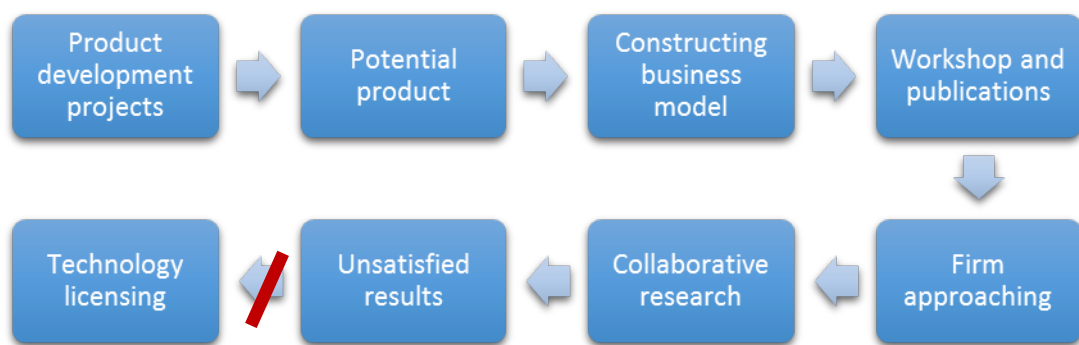 Product
development
projects
Potential
product
Constructing
business
model
Workshop and
publications
Firm
approaching
Collaborative
research
Unsatisfied
results
Technology
licensing